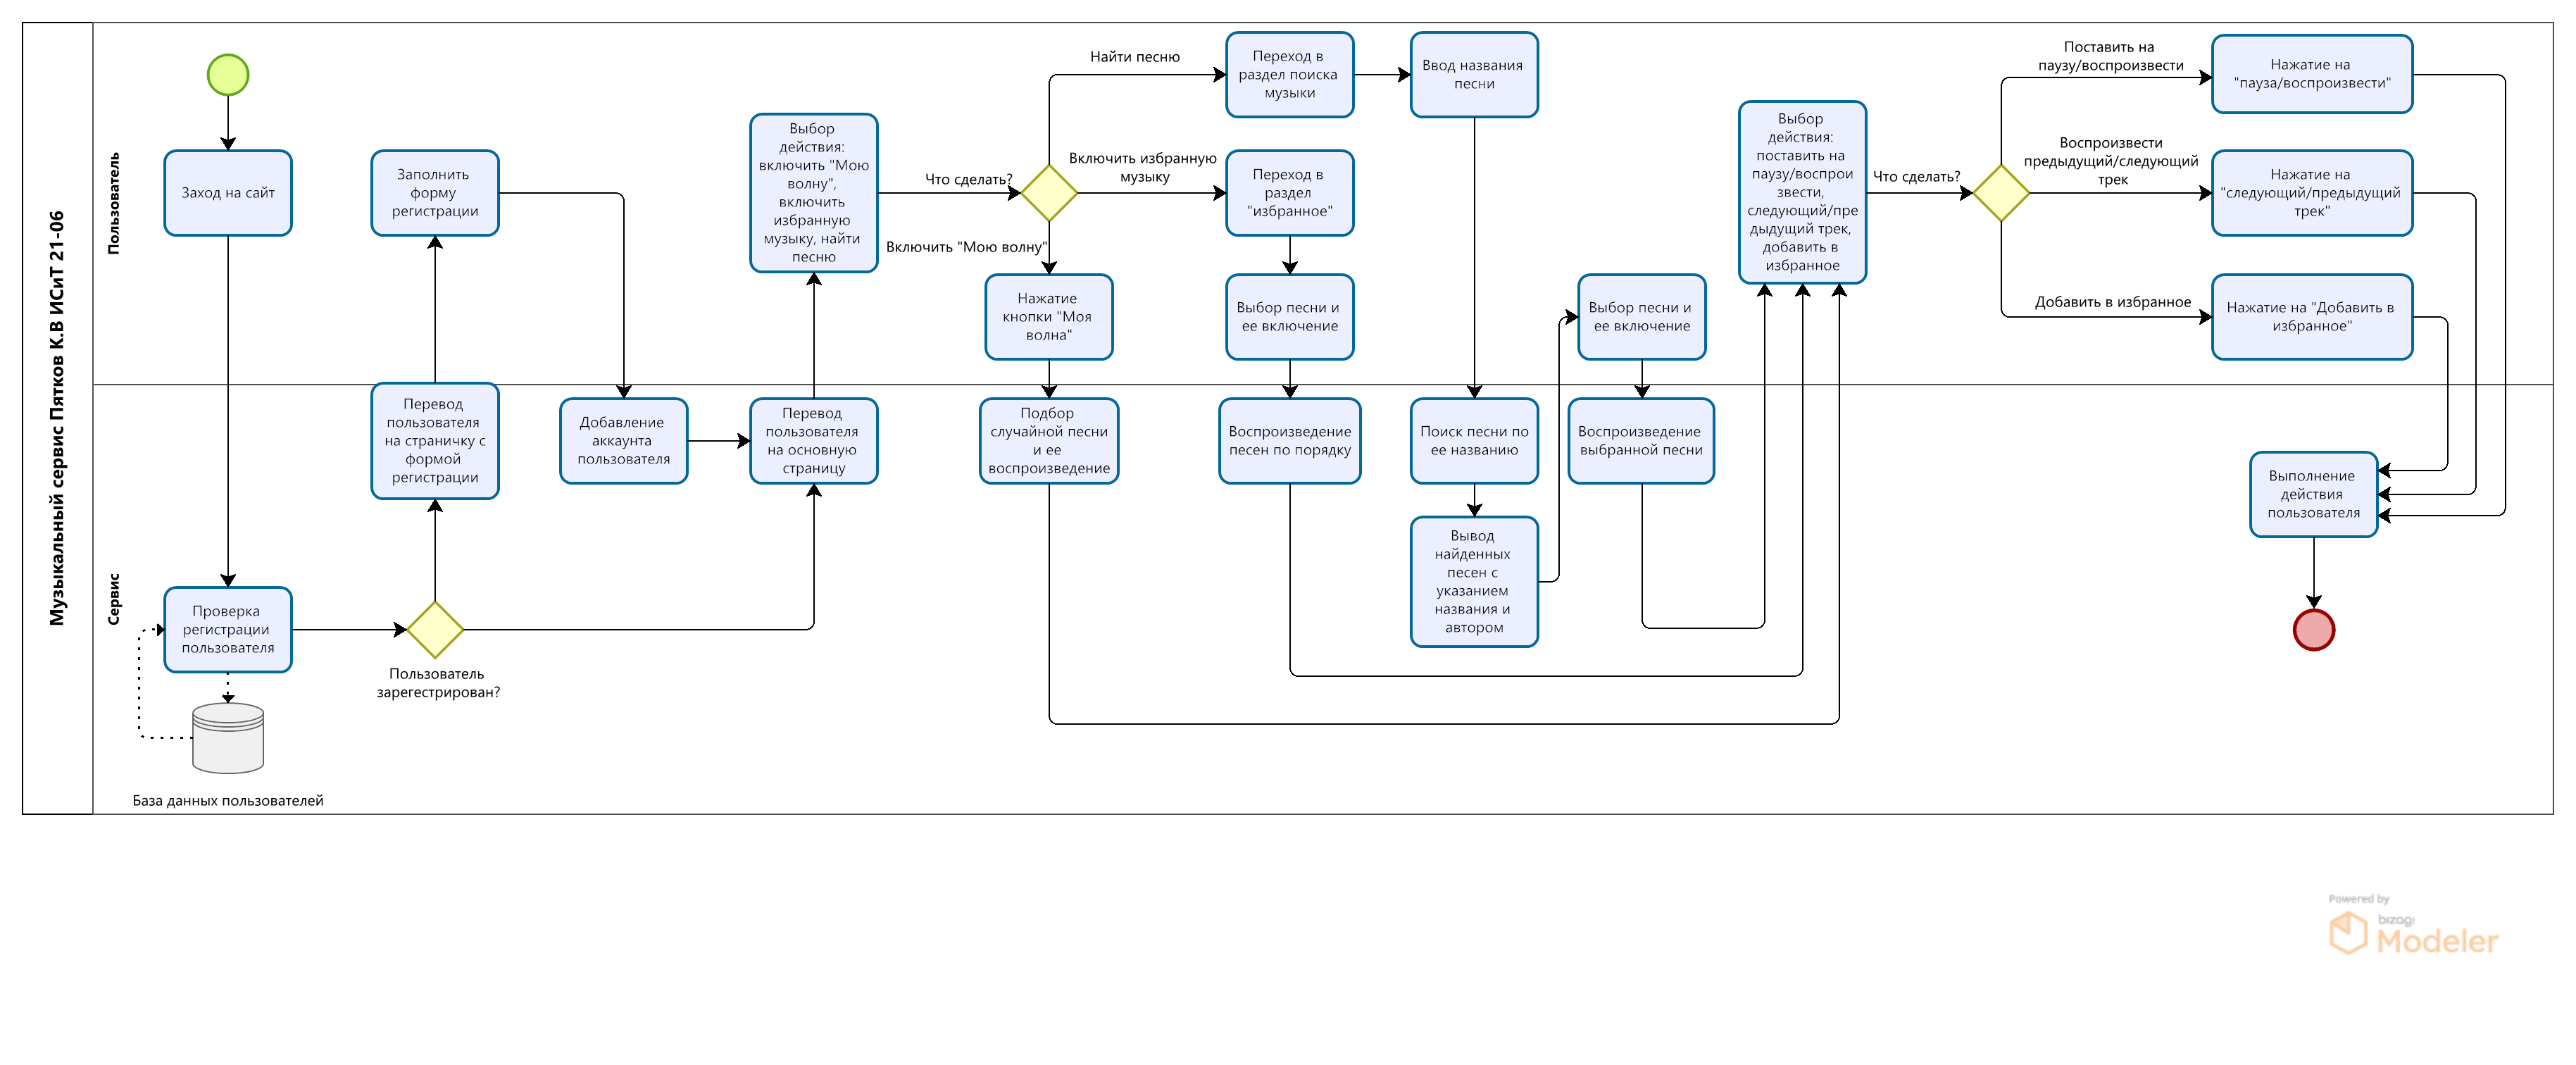 Музыкальный сервис Пятков К.В ИСиТ 21-06
Пользователь
Заход на сайт
Заполнить
форму
регистрации
Выбор
действия:
включить "Мою
волну",
включить
избранную
музыку, найти
песню
Что сделать?
Найти песню
Включить избранную
музыку
Включить "Мою волну"
Переход в
раздел поиска
музыки
Ввод названия
песни
Переход в
раздел
"избранное"
Нажатие
кнопки "Моя
волна"
Выбор песни и
ее включение
Выбор песни и
ее включение
Выбор
действия:
поставить на
паузу/воспрои
звести,
следующий/пре
дыдущий трек,
добавить в
избранное
Что сделать?
Поставить на
паузу/воспроизвести
Воспроизвести
предыдущий/следующий
трек
Добавить в избранное
Нажатие на
"пауза/воспроизвести"
Нажатие на
"следующий/предыдущий
трек"
Нажатие на "Добавить в
избранное"
Сервис
Перевод
пользователя
на страничку с
формой
регистрации
Добавление
аккаунта
пользователя
Перевод
пользователя
на основную
страницу
Подбор
случайной песни
и ее
воспроизведение
Воспроизведение
песен по порядку
Поиск песни по
ее названию
Воспроизведение
выбранной песни
Вывод
найденных
песен с
указанием
названия и
автором
Выполнение
действия
пользователя
Проверка
регистрации
пользователя
Пользователь
зарегестрирован?
База данных пользователей
Powered by
bizagi
Modeler